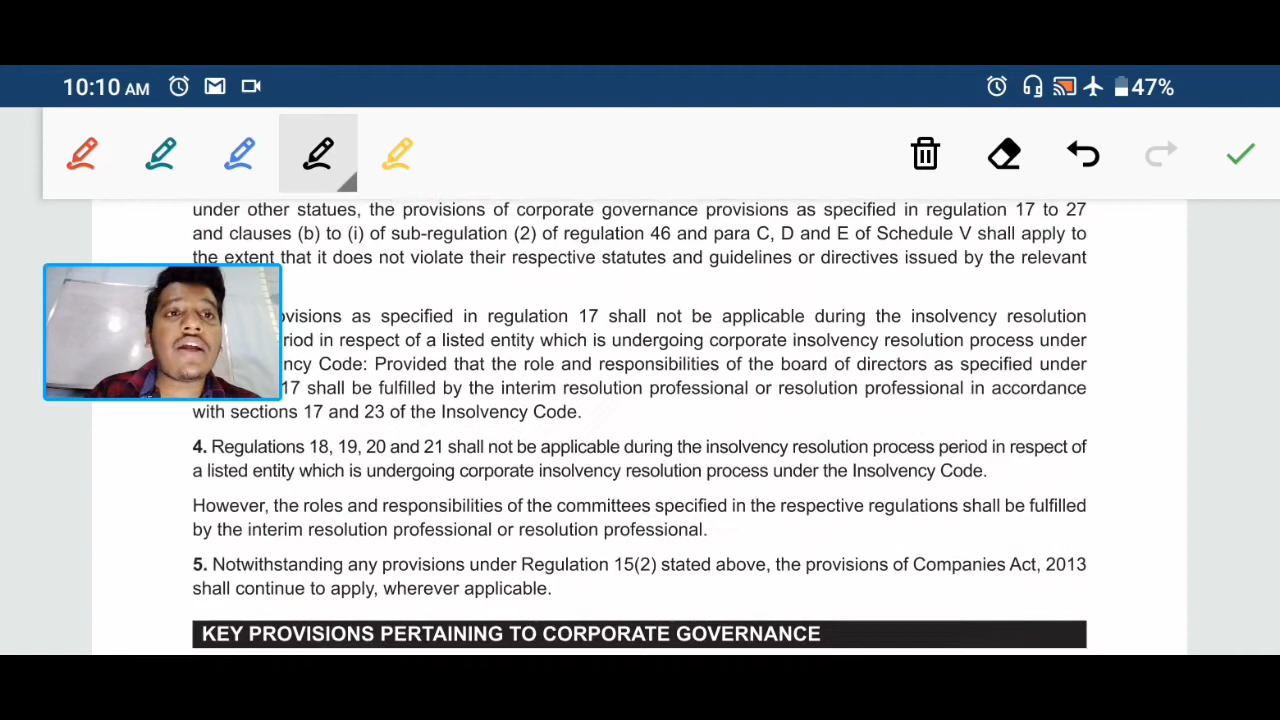 10:10 AM
47%
under other statues, the provisions of corporate governance provisions as specified in regulation 17 to 27
and clauses (b) to (i) of sub-regulation (2) of regulation 46 and para C, D and E of Schedule V shall apply to
the extent that it does not violate their respective statutes and guidelines or directives issued by the relevant
as specified in regulation 17 shall not be applicable during the insolvency resolution
in respect of a listed entity which is undergoing corporate insolvency resolution process under
Code: Provided that the role and responsibilities of the board of directors as specified under
17 shall be fulfilled by the interim resolution professional or resolution professional in accordance
with sections 17 and 23 of the Insolvency Code.
4. Regulations 18, 19, 20 and 21 shall not be applicable during the insolvency resolution process period in respect of
a listed entity which is undergoing corporate insolvency resolution process under the Insolvency Code.
However, the roles and responsibilities of the committees specified in the respective regulations shall be fulfilled
by the interim resolution professional or resolution professional.
5. Notwithstanding any provisions under Regulation 15(2) stated above, the provisions of Companies Act, 2013
shall continue to apply, wherever applicable.
KEY PROVISIONS PERTAINING TO CORPORATE GOVERNANCE